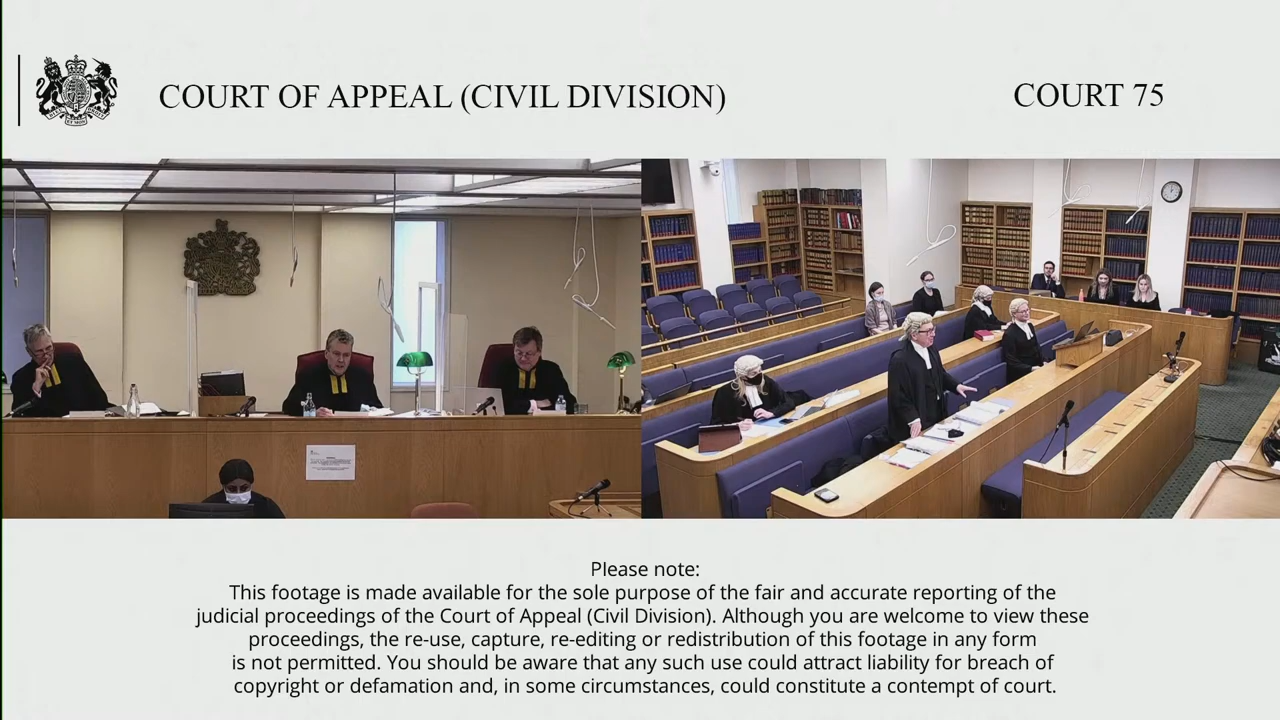 COURT OF APPEAL (CIVIL DIVISION)
COURT 75
Please note:
This footage is made available for the sole purpose of the fair and accurate reporting of the
judicial proceedings of the Court of Appeal (Civil Division). Although you are welcome to view these
proceedings, the re-use, capture, re-editing or redistribution of this footage in any form
is not permitted. You should be aware that any such use could attract liability for breach of
copyright or defamation and, in some circumstances, could constitute a contempt of court.